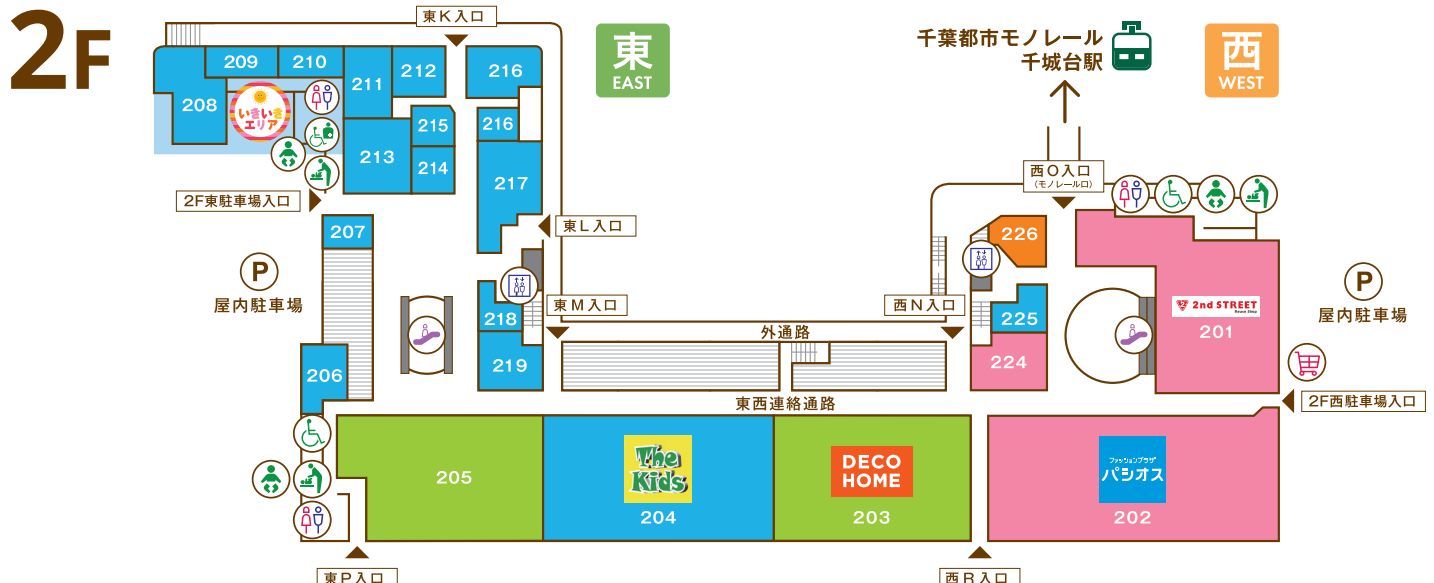 2F
東K入口
東
EAST
千葉都市モノレール
千城台駅
西
WEST
209
210
211
212
216
208
いきいき
エリア
215
216
213
214
217
西O入口
(モノレール口)
2F東駐車場入口
207
東L入口
226
P
屋内駐車場
P
屋内駐車場
東M入口
西N入口
218
225
2nd STREET
Reuse Shop
201
外通路
219
224
206
東西連絡通路
2F西駐車場入口
205
The
Kids
204
DECO
HOME
203
ファッションプラザ
パシオス
202
東P入口
西R入口